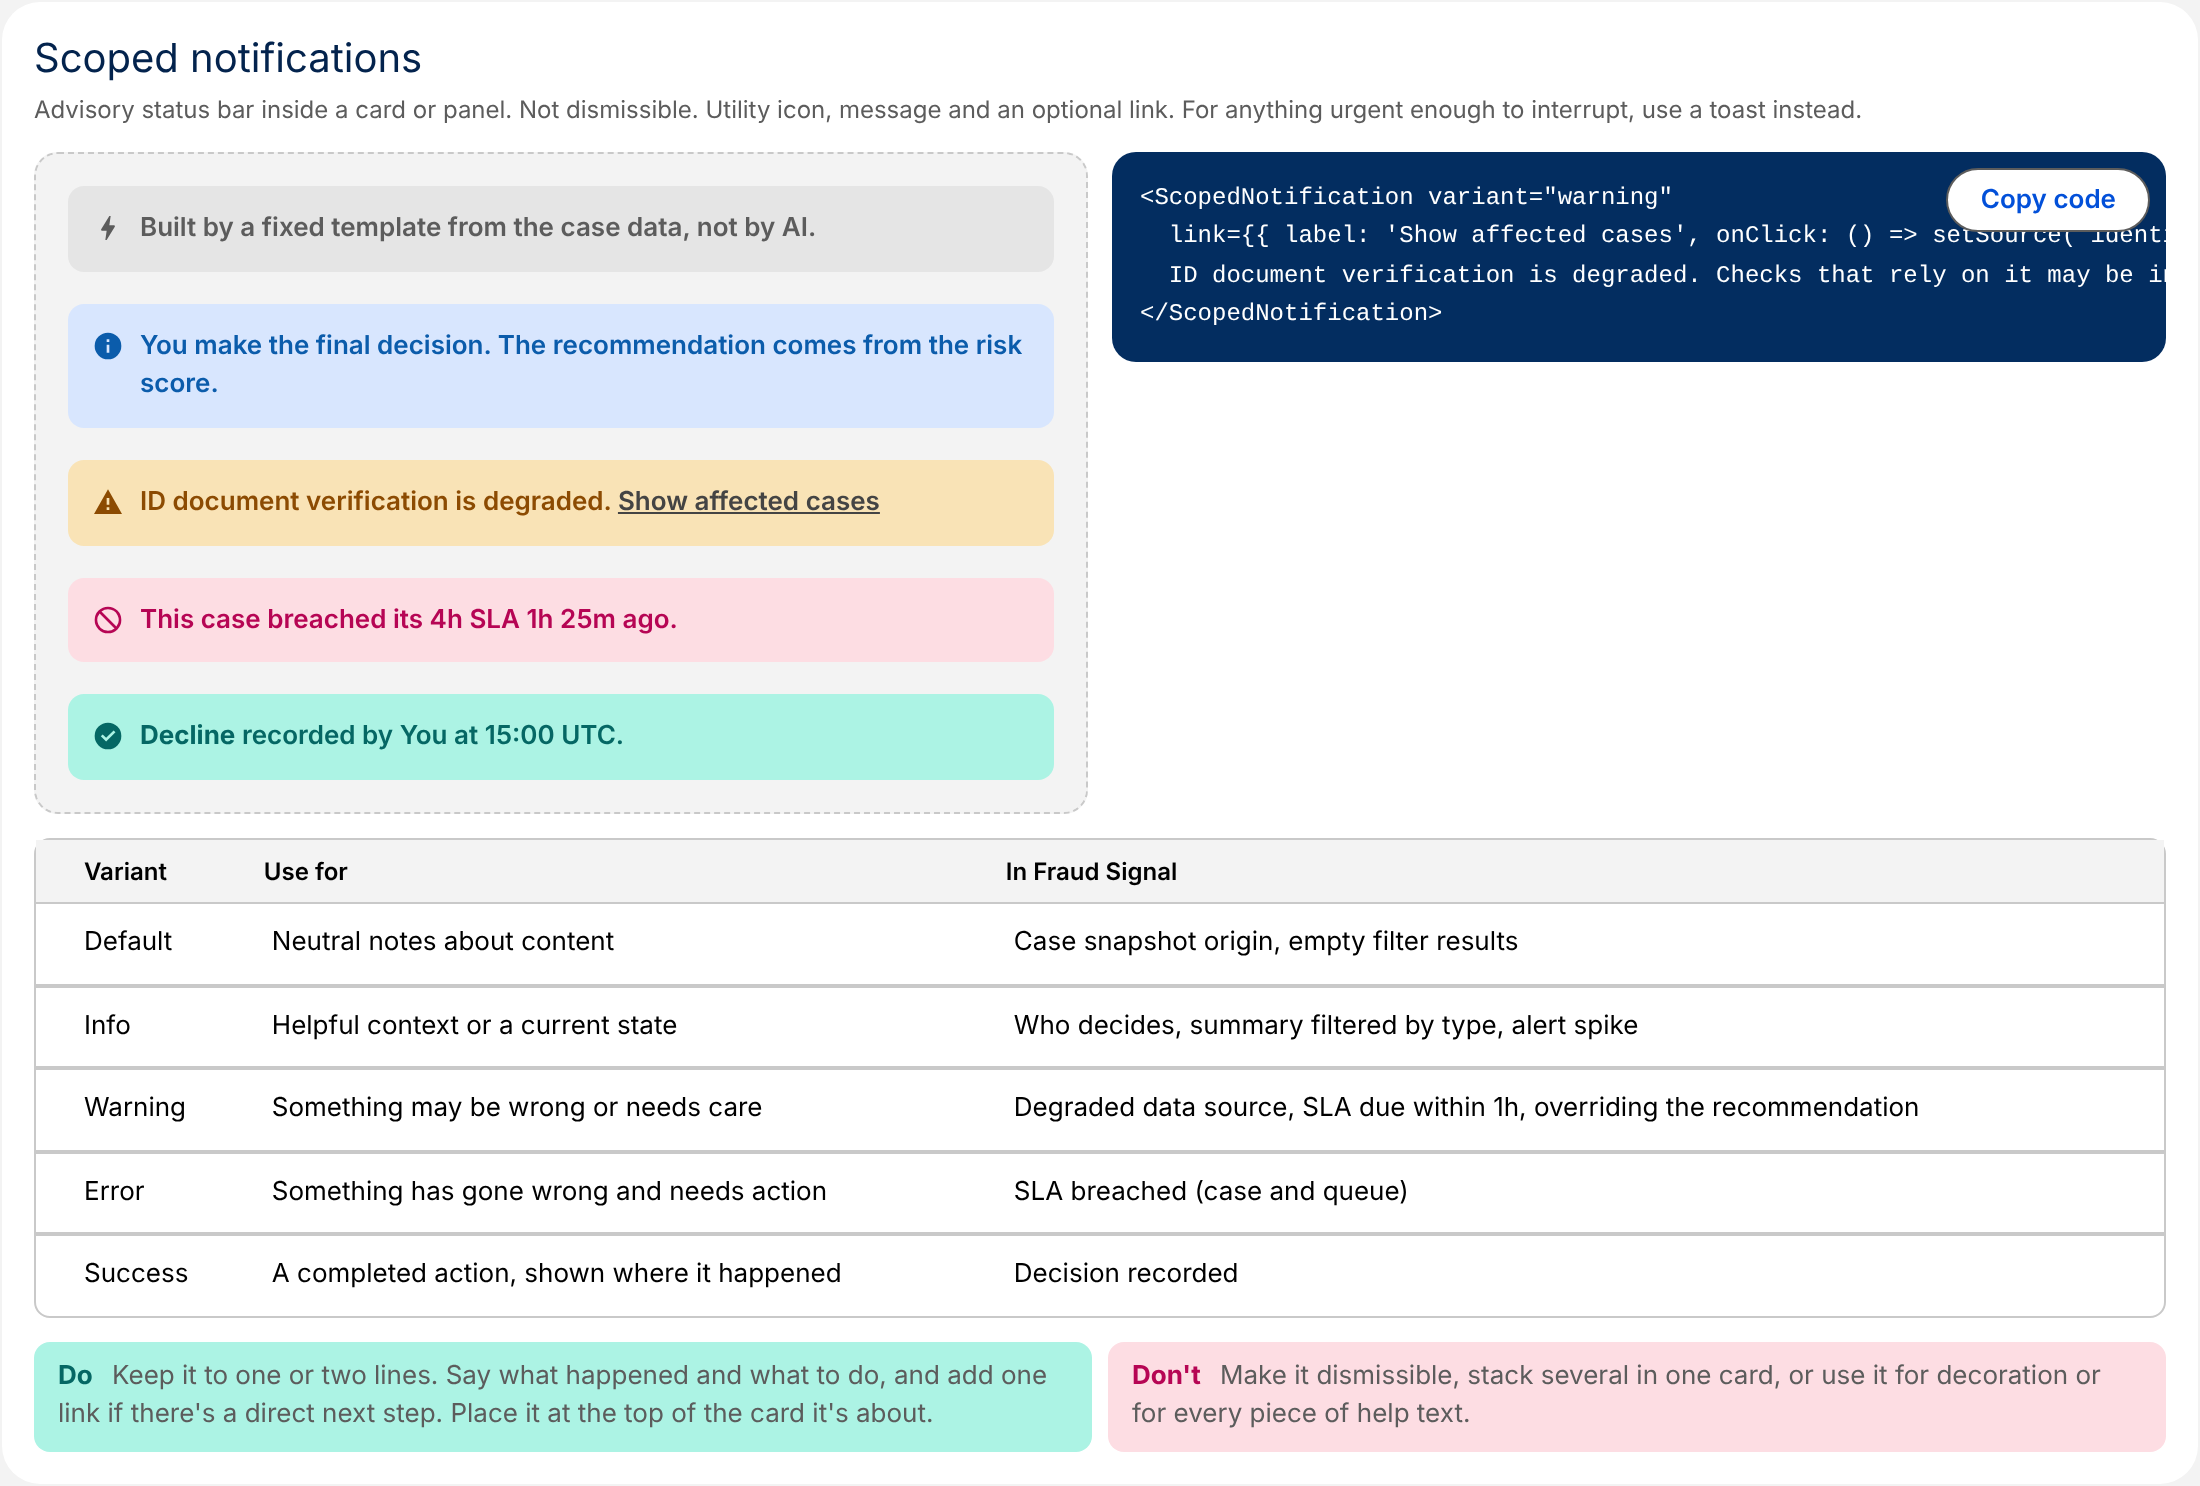 Scoped notifications
Advisory status bar inside a card or panel. Not dismissible. Utility icon, message and an optional link. For anything urgent enough to interrupt, use a toast instead.
Built by a fixed template from the case data, not by AI.
You make the final decision. The recommendation comes from the risk
score.
ID document verification is degraded. Show affected cases
This case breached its 4h SLA 1h 25m ago.
Decline recorded by You at 15:00 UTC.
Copy code
<ScopedNotification variant="warning"
link={{ label: 'Show affected cases', onClick: () => setSource(
ID document verification is degraded. Checks that rely on it may be
</ScopedNotification>
Variant Use for In Fraud Signal
Default Neutral notes about content Case snapshot origin, empty filter results
Info Helpful context or a current state Who decides, summary filtered by type, alert spike
Warning Something may be wrong or needs care Degraded data source, SLA due within 1h, overriding the recommendation
Error Something has gone wrong and needs action SLA breached (case and queue)
Success A completed action, shown where it happened Decision recorded
Do Keep it to one or two lines. Say what happened and what to do, and add one
link if there's a direct next step. Place it at the top of the card it's about.
Don't Make it dismissible, stack several in one card, or use it for decoration or
for every piece of help text.